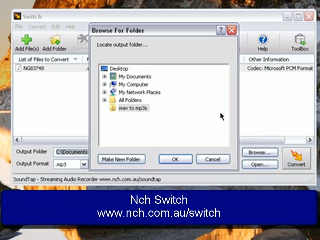 Switch
Browse For Folder
File Convert Edit Help
Locate output folder...
Add File(s) Add Folder
Help ToolBox
Desktop
My Documents
My Computer
My Network Places
All Folders
wav to mp3s
List of Files to Convert
Other Information
NG83748
Codec: Microsoft PCM Format
Make New Folder OK Cancel
Output Folder C:\Documents
Browse...
Output Format .mp3
Open...
Convert
SoundTap - Streaming Audio Recorder www.nch.com.au/soundtap
Nch Switch
www.nch.com.au/switch